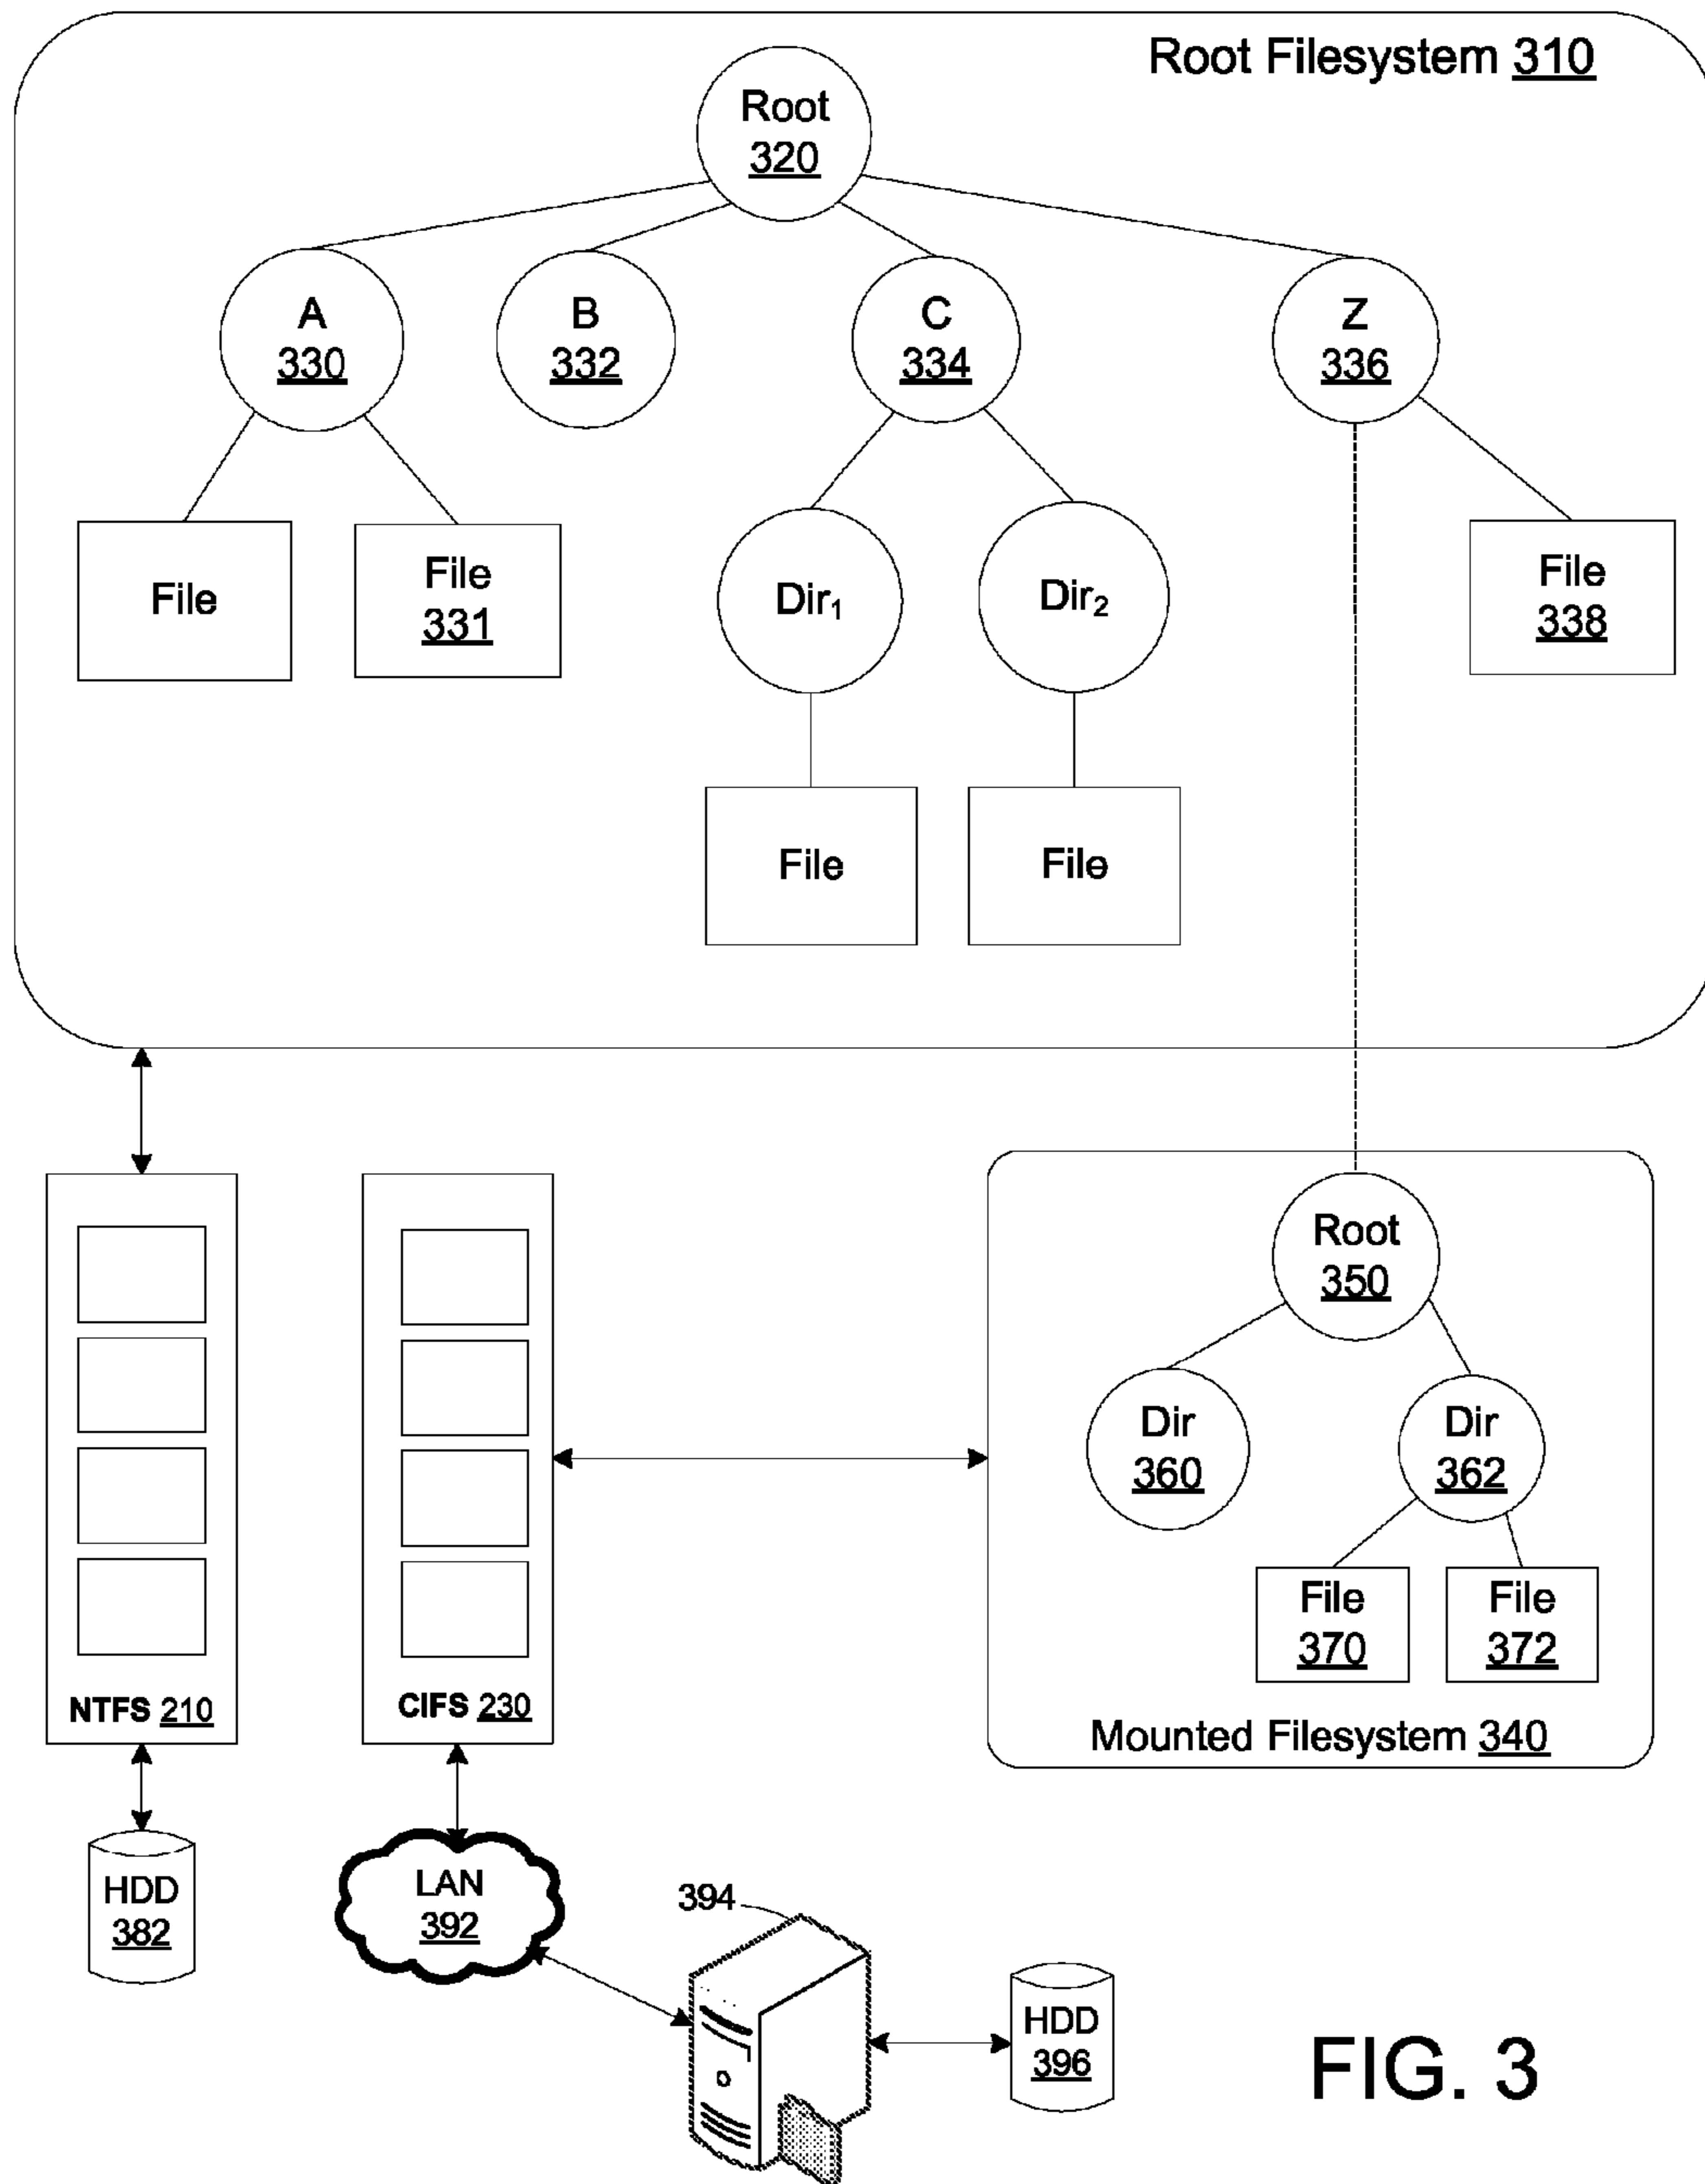 Root Filesystem 310
Root
320
A
330
B
332
C
334
Z
336
File
File
331
Dir₁
Dir₂
File
338
File
File
Root
350
Dir
360
Dir
362
File
370
File
372
NTFS 210
CIFS 230
Mounted Filesystem 340
HDD
382
LAN
392
394
HDD
396
FIG. 3